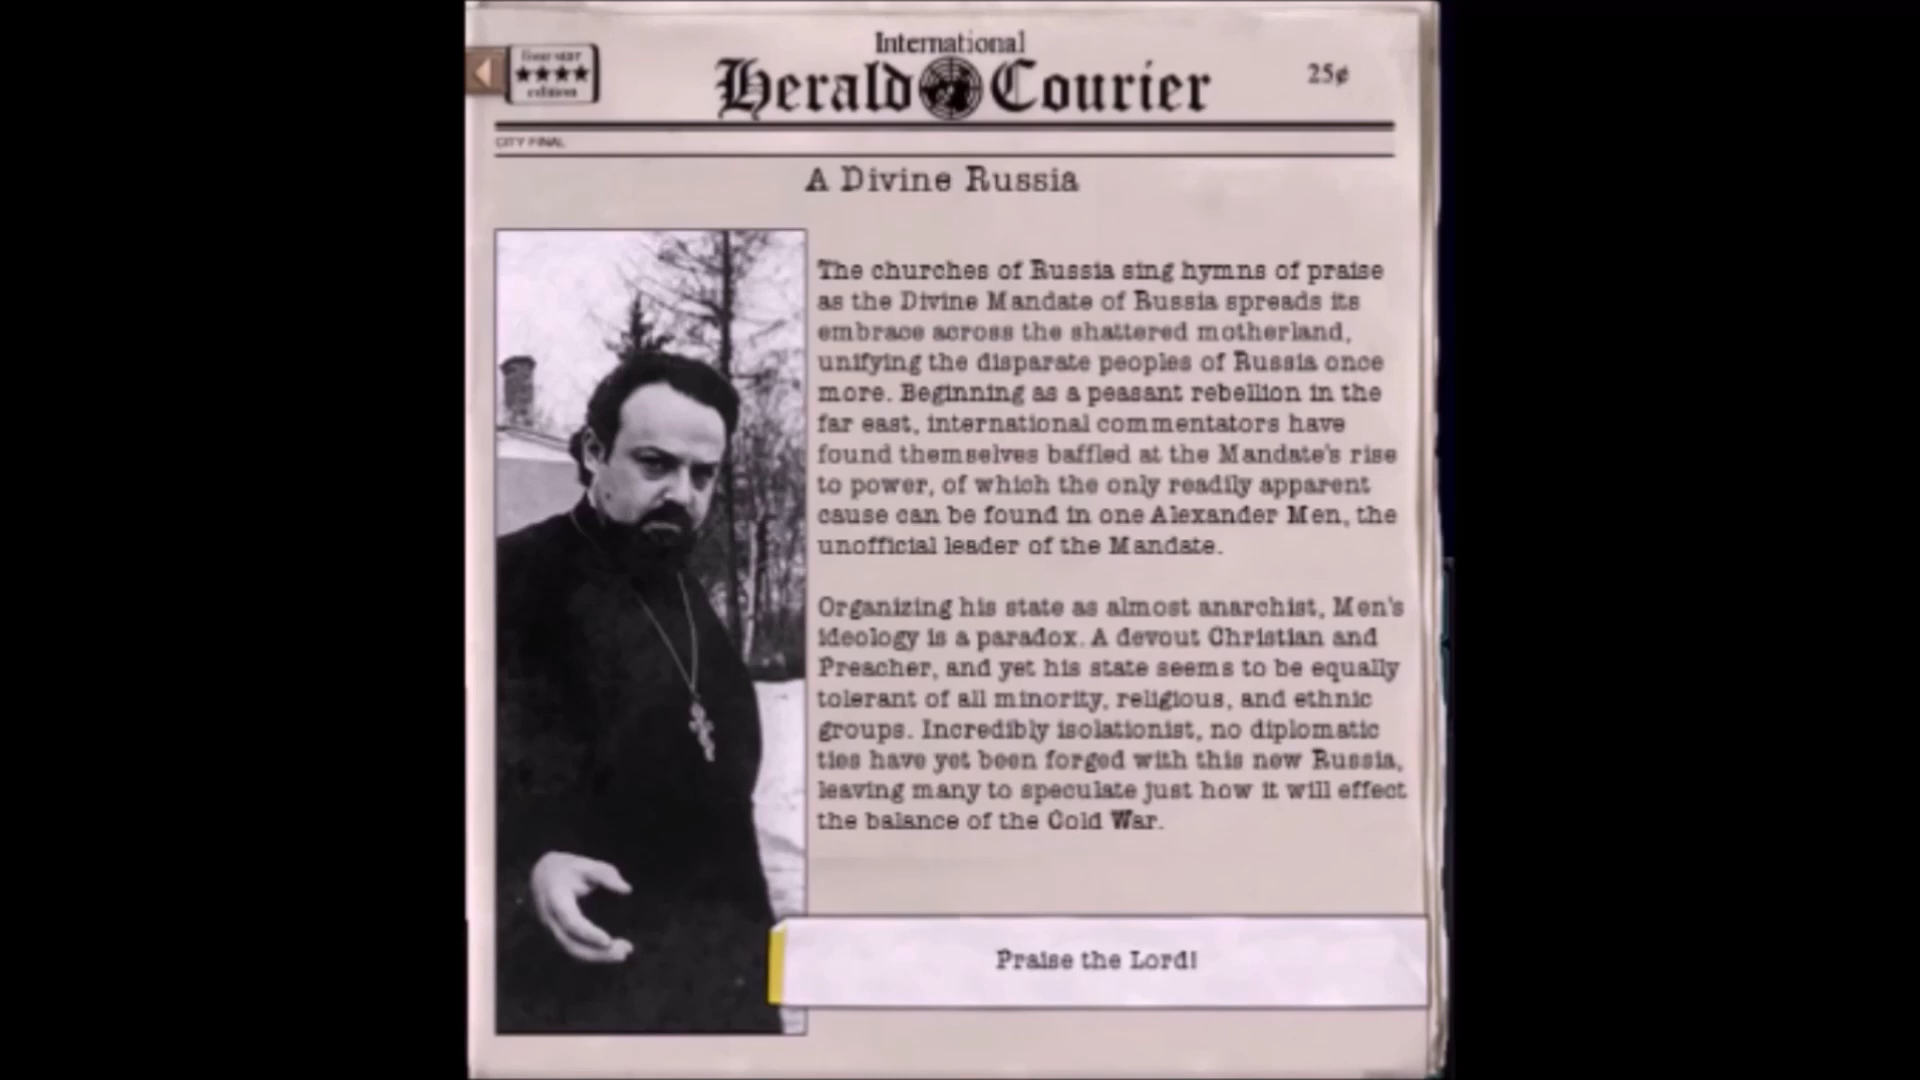 International
Herald Courier
25¢
★★★★
edition
CITY FINAL
A Divine Russia
The churches of Russia sing hymns of praise
as the Divine Mandate of Russia spreads its
embrace across the shattered motherland,
unifying the disparate peoples of Russia once
more. Beginning as a peasant rebellion in the
far east, international commentators have
found themselves baffled at the Mandate's rise
to power, of which the only readily apparent
cause can be found in one Alexander Men, the
unofficial leader of the Mandate.
Organizing his state as almost anarchist, Men's
ideology is a paradox. A devout Christian and
Preacher, and yet his state seems to be equally
tolerant of all minority, religious, and ethnic
groups. Incredibly isolationist, no diplomatic
ties have yet been forged with this new Russia,
leaving many to speculate just how it will effect
the balance of the Cold War.
Praise the Lord!